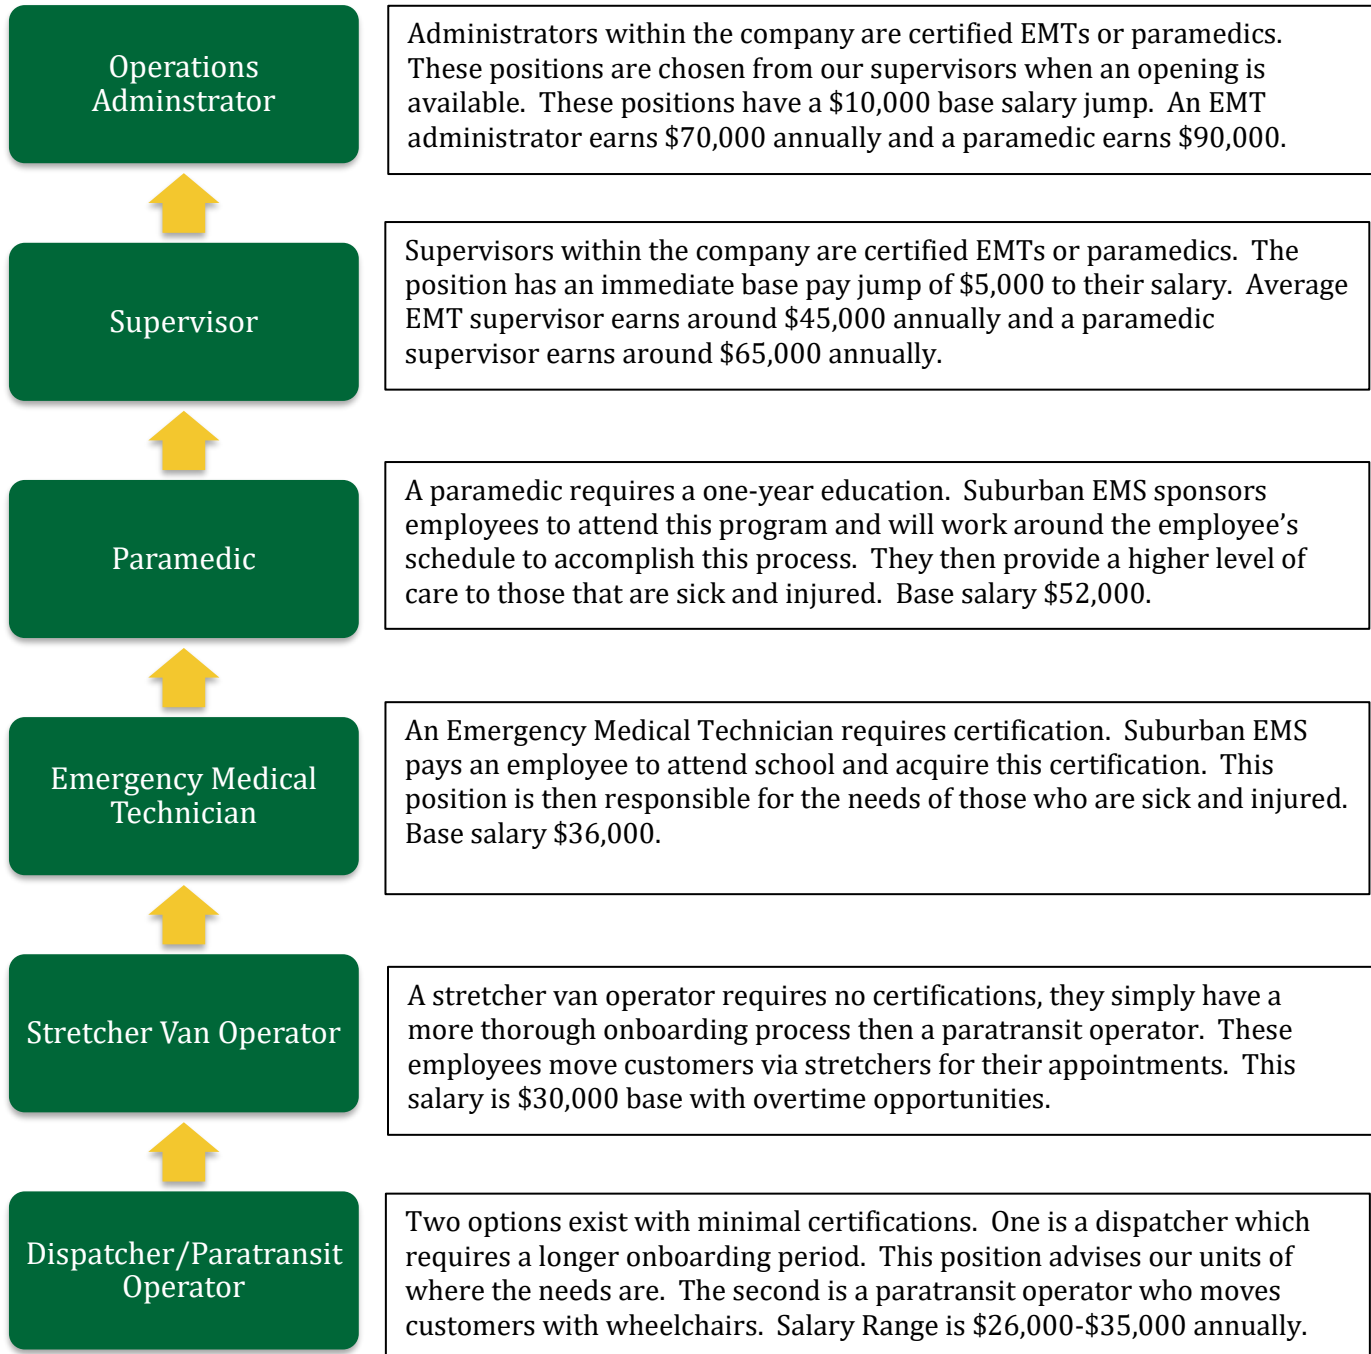 Operations
Adminstrator
Administrators within the company are certified EMTs or paramedics.
These positions are chosen from our supervisors when an opening is
available.  These positions have a $10,000 base salary jump.  An EMT
administrator earns $70,000 annually and a paramedic earns $90,000.
Supervisor
Supervisors within the company are certified EMTs or paramedics.  The
position has an immediate base pay jump of $5,000 to their salary.  Average
EMT supervisor earns around $45,000 annually and a paramedic
supervisor earns around $65,000 annually.
Paramedic
A paramedic requires a one-year education.  Suburban EMS sponsors
employees to attend this program and will work around the employee’s
schedule to accomplish this process.  They then provide a higher level of
care to those that are sick and injured.  Base salary $52,000.
Emergency Medical
Technician
An Emergency Medical Technician requires certification.  Suburban EMS
pays an employee to attend school and acquire this certification.  This
position is then responsible for the needs of those who are sick and injured.
Base salary $36,000.
Stretcher Van Operator
A stretcher van operator requires no certifications, they simply have a
more thorough onboarding process then a paratransit operator.  These
employees move customers via stretchers for their appointments.  This
salary is $30,000 base with overtime opportunities.
Dispatcher/Paratransit
Operator
Two options exist with minimal certifications.  One is a dispatcher which
requires a longer onboarding period.  This position advises our units of
where the needs are.  The second is a paratransit operator who moves
customers with wheelchairs.  Salary Range is $26,000-$35,000 annually.